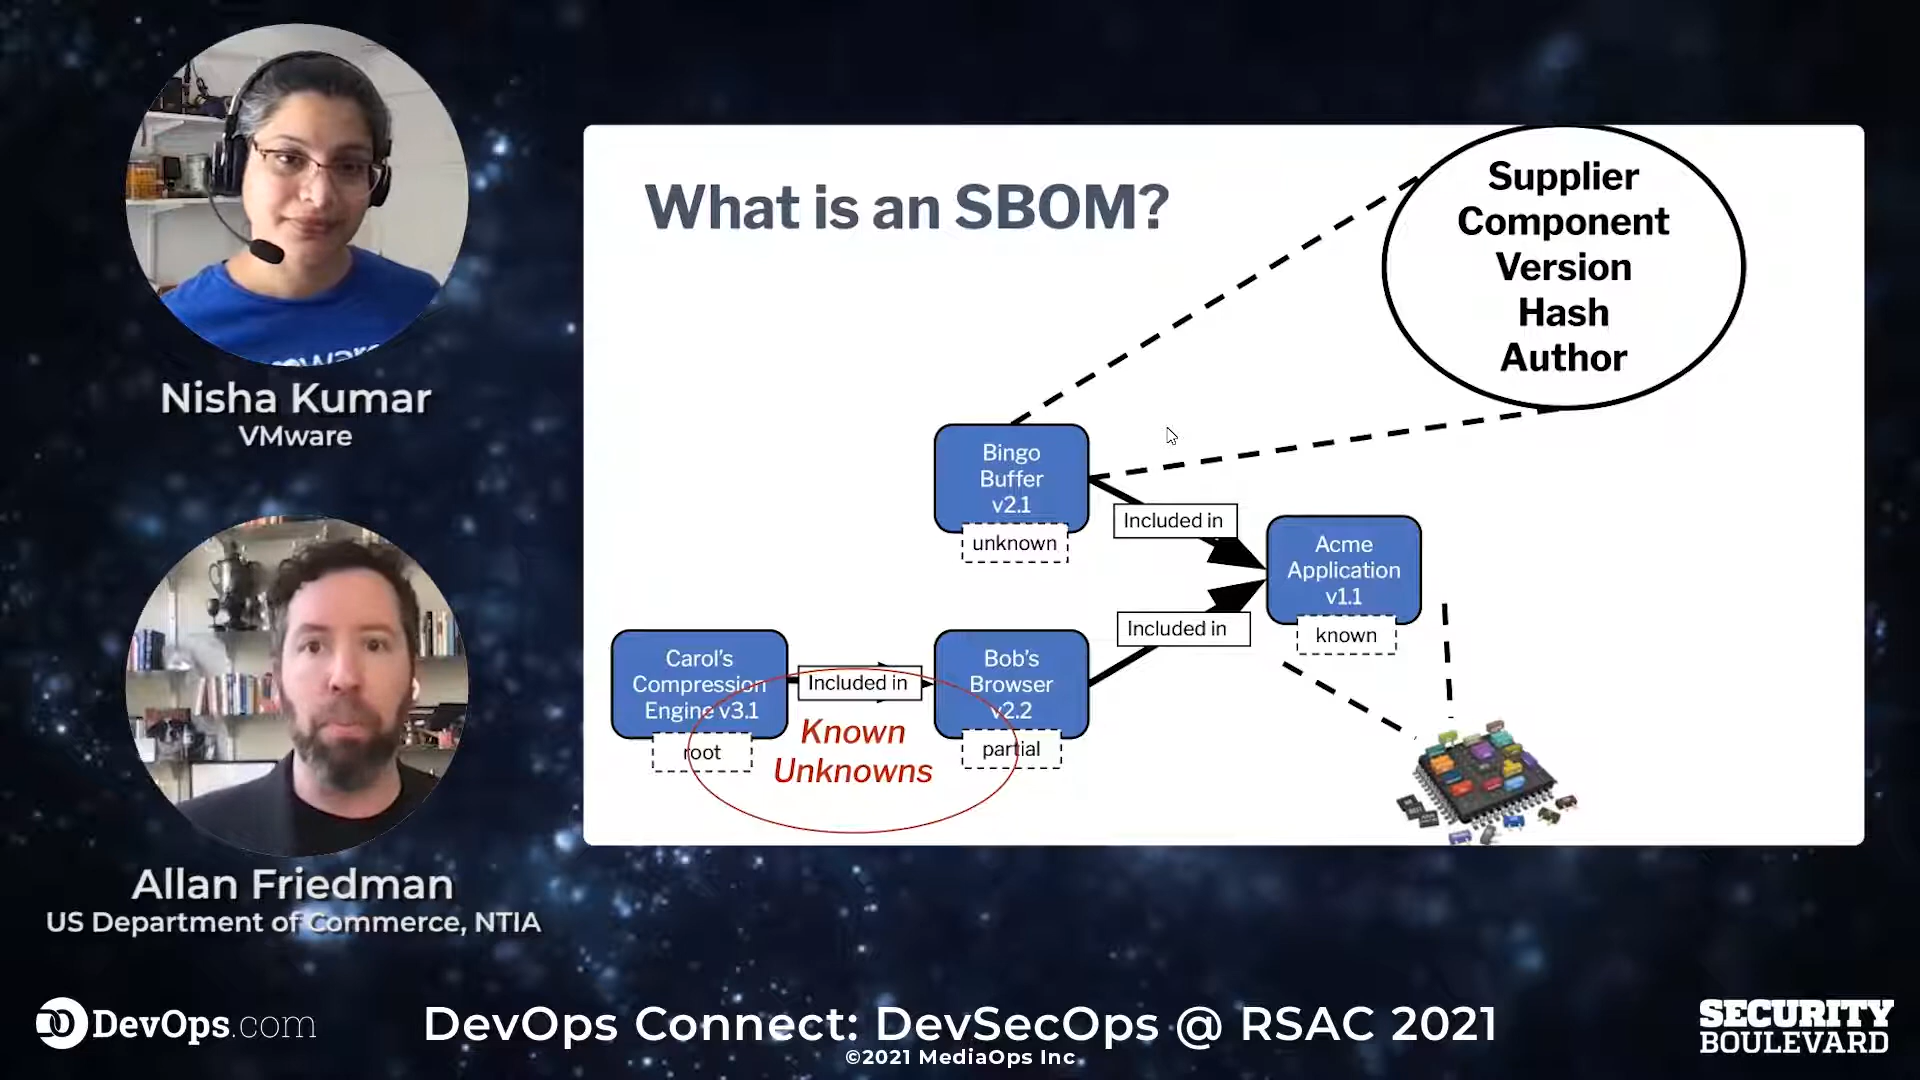 Nisha Kumar
VMware
Allan Friedman
US Department of Commerce, NTIA
What is an SBOM?
Supplier
Component
Version
Hash
Author
Bingo
Buffer
v2.1
unknown
Included in
Acme
Application
v1.1
known
Included in
Carol's
Compression
Engine v3.1
root
Included in
Bob's
Browser
v2.2
partial
Known
Unknowns
DevOps.com
DevOps Connect: DevSecOps @ RSAC 2021
©2021 MediaOps Inc
SECURITY
BOULEVARD